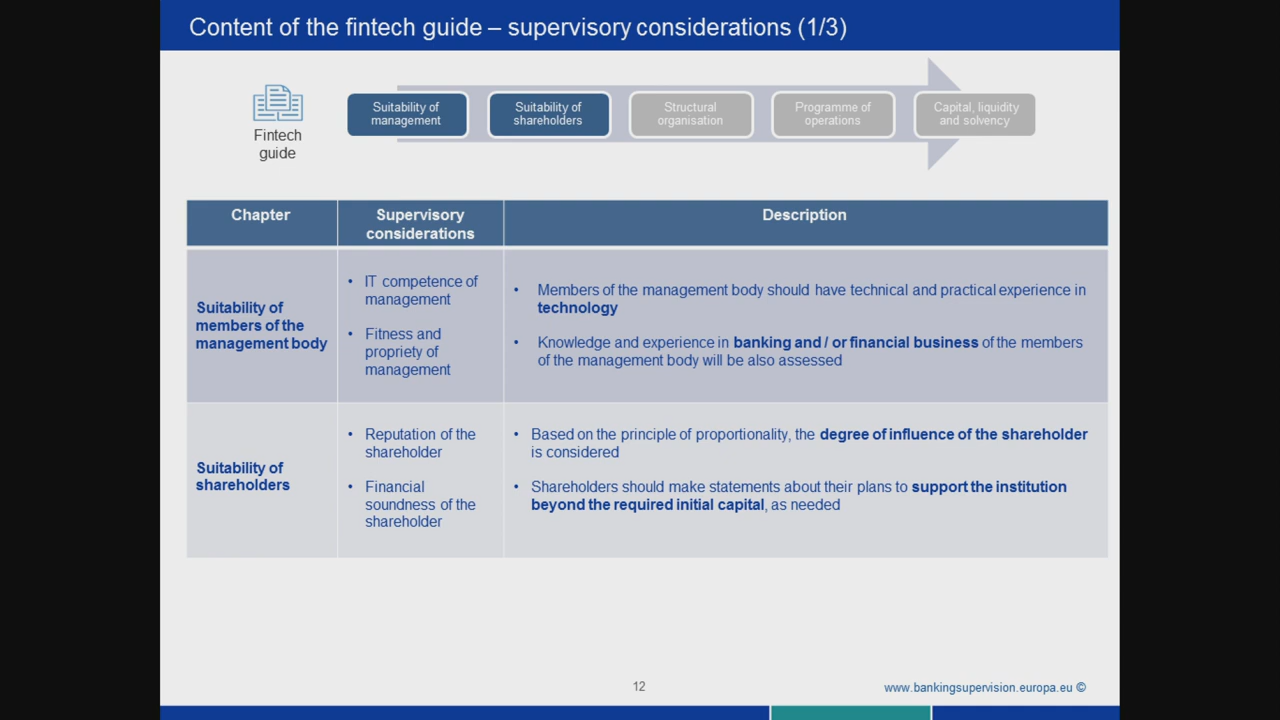 Content of the fintech guide – supervisory considerations (1/3)
Fintech
guide
Suitability of
management
Suitability of
shareholders
Structural
organisation
Programme of
operations
Capital, liquidity
and solvency
Chapter
Supervisory
considerations
Description
Suitability of
members of the
management body
• IT competence of
management
• Fitness and
propriety of
management
• Members of the management body should have technical and practical experience in
technology
• Knowledge and experience in banking and / or financial business of the members
of the management body will be also assessed
Suitability of
shareholders
• Reputation of the
shareholder
• Financial
soundness of the
shareholder
• Based on the principle of proportionality, the degree of influence of the shareholder
is considered
• Shareholders should make statements about their plans to support the institution
beyond the required initial capital, as needed
12
www.bankingsupervision.europa.eu ©